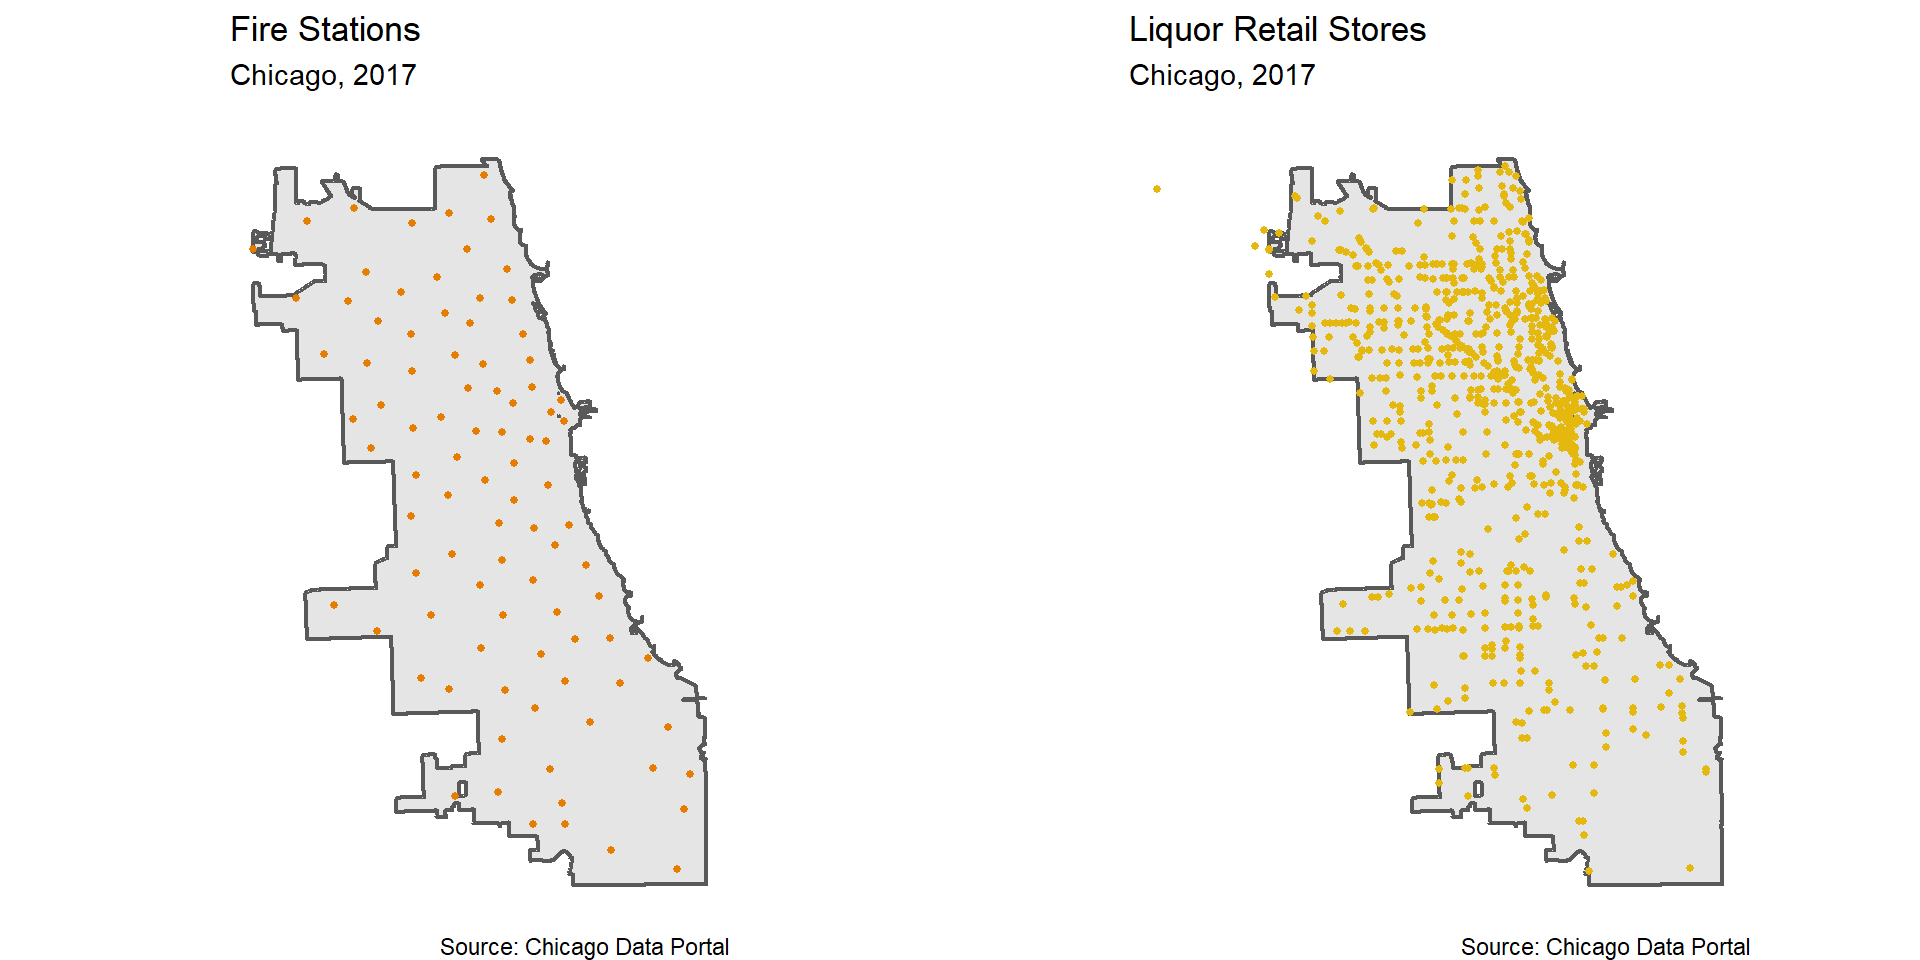 Fire Stations
Chicago, 2017
Source: Chicago Data Portal
Liquor Retail Stores
Chicago, 2017
Source: Chicago Data Portal